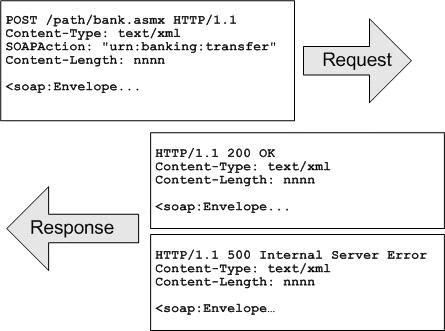 POST /path/bank.asmx HTTP/1.1
Content-Type: text/xml
SOAPAction: "urn:banking:transfer"
Content-Length: nnnn
<soap:Envelope...
Request
HTTP/1.1 200 OK
Content-Type: text/xml
Content-Length: nnnn
<soap:Envelope...
Response
HTTP/1.1 500 Internal Server Error
Content-Type: text/xml
Content-Length: nnnn
<soap:Envelope…